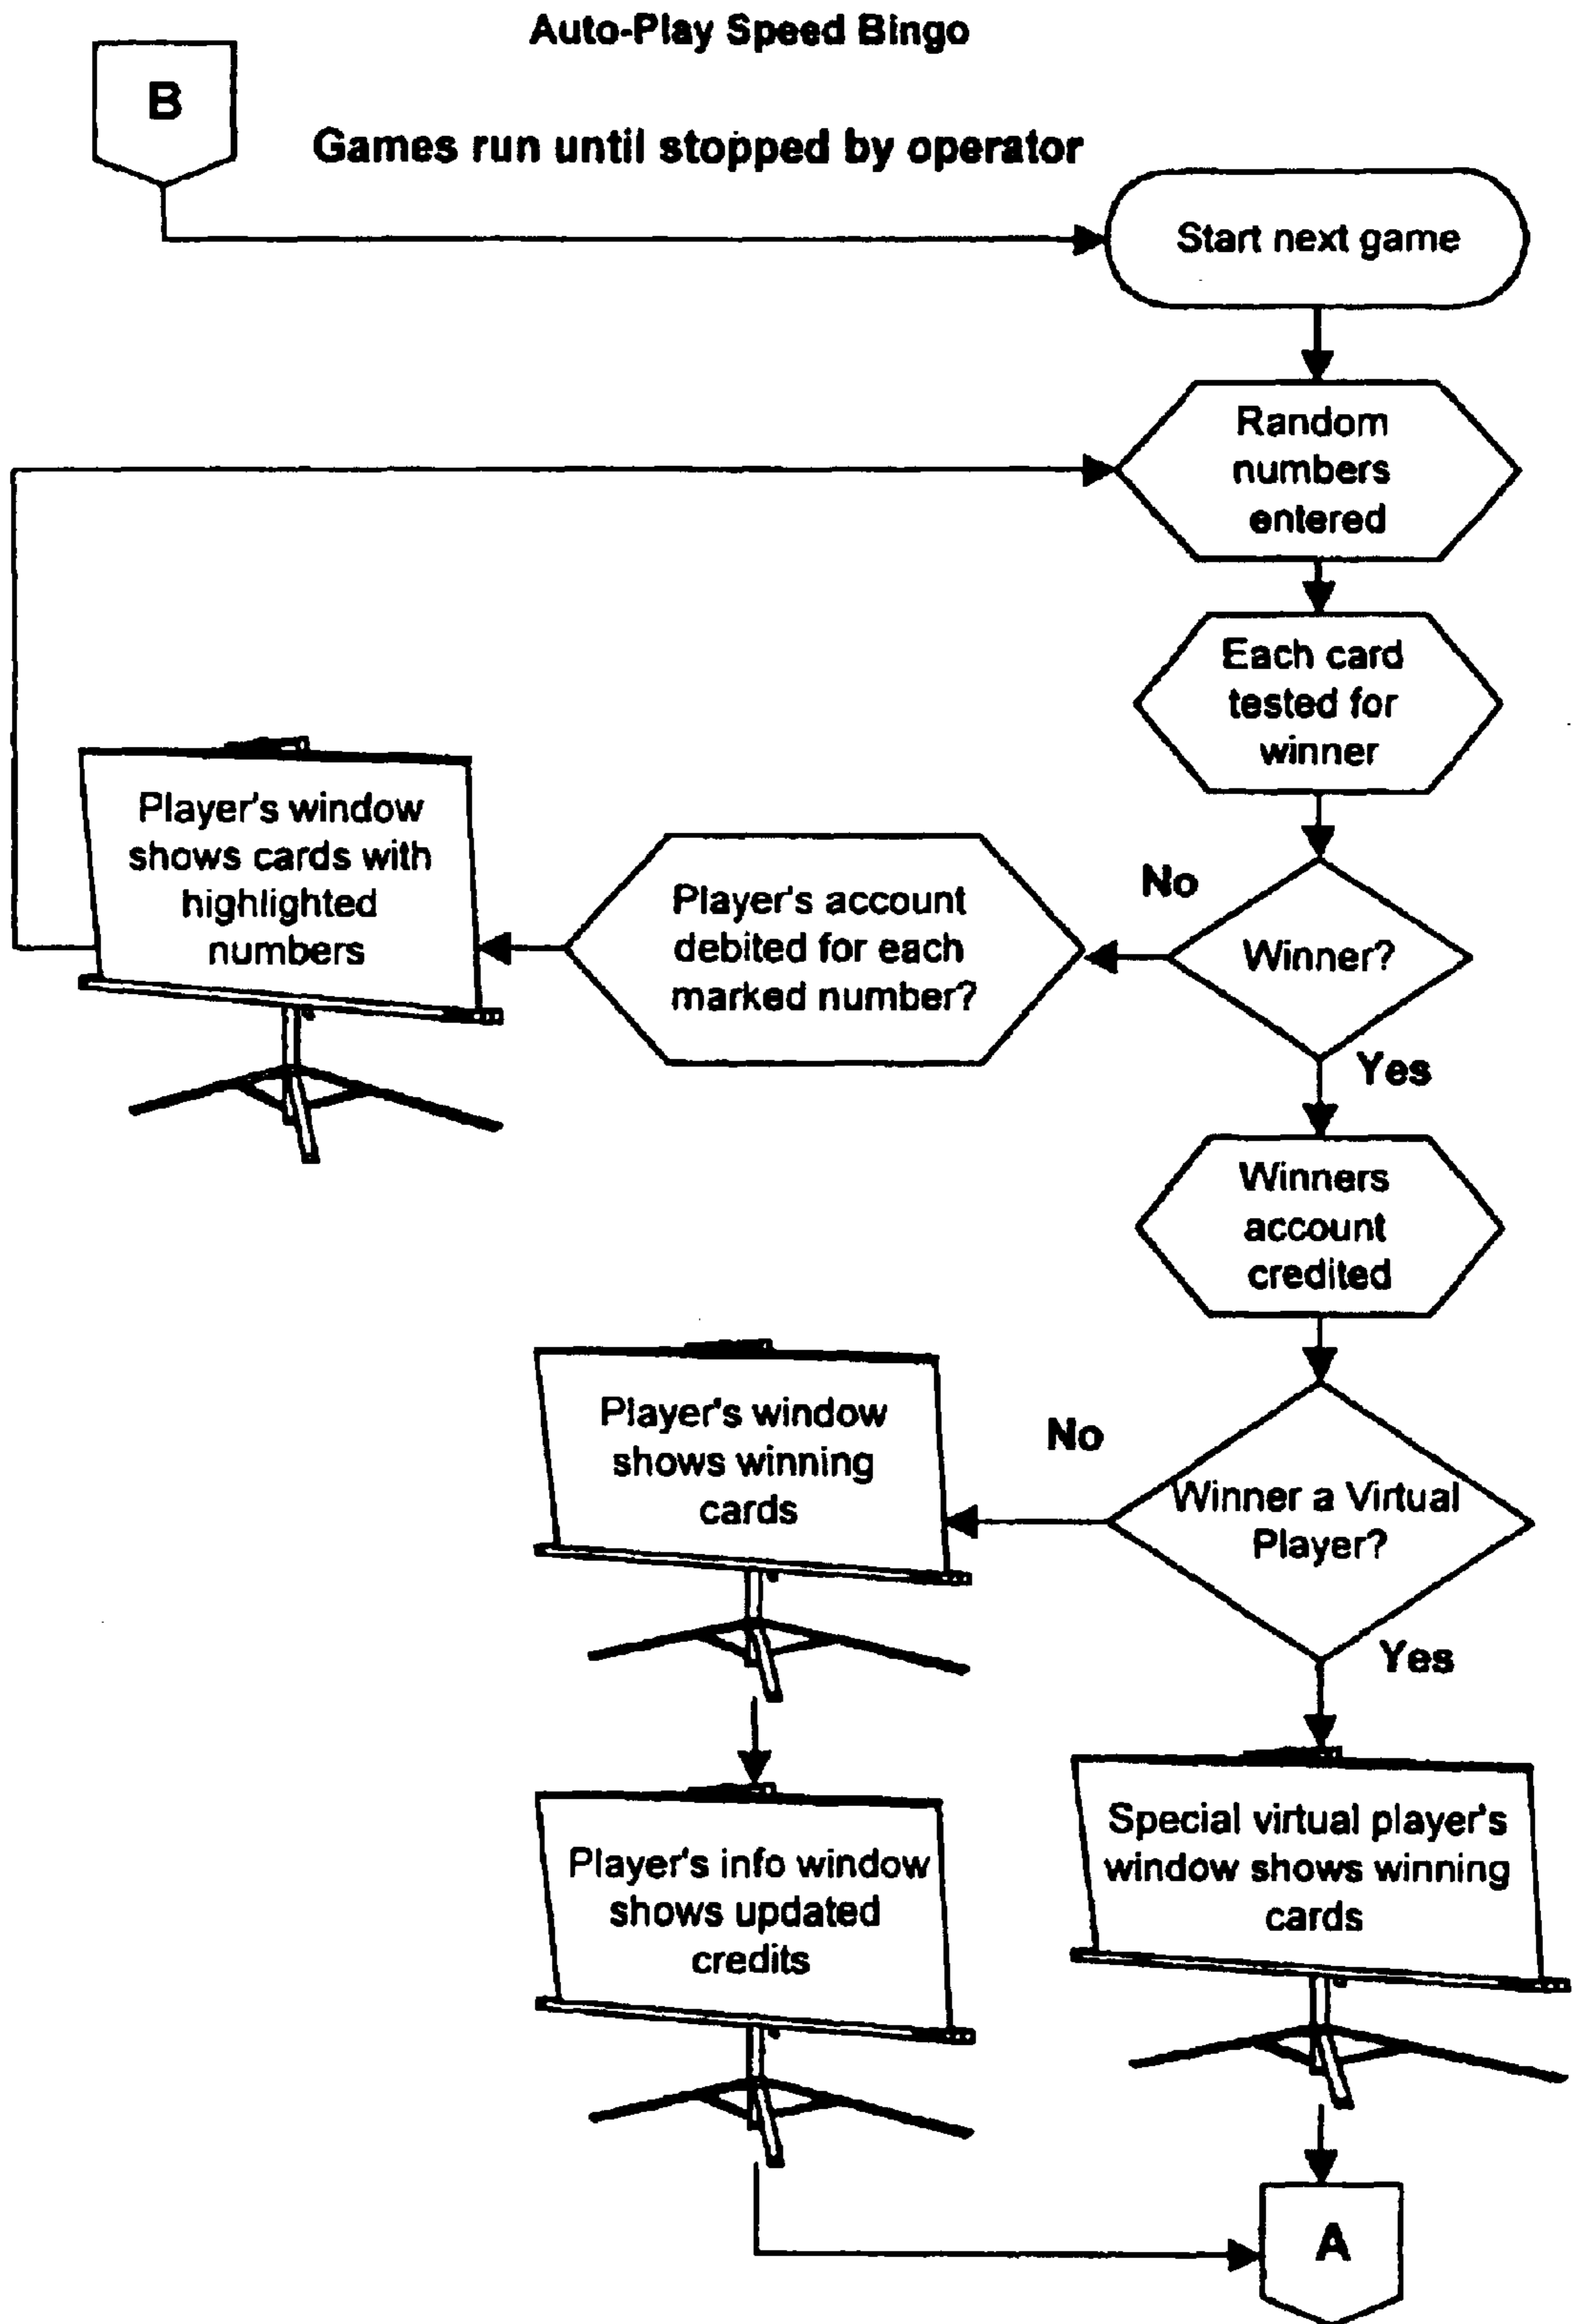 Auto-Play Speed Bingo
B
Games run until stopped by operator
Start next game
Random
numbers
entered
Each card
tested for
winner
Player's window
shows cards with
highlighted
numbers
Player's account
debited for each
marked number?
No
Winner?
Yes
Winners
account
credited
Player's window
shows winning
cards
No
Winner a Virtual
Player?
Yes
Player's info window
shows updated
credits
Special virtual player's
window shows winning
cards
A